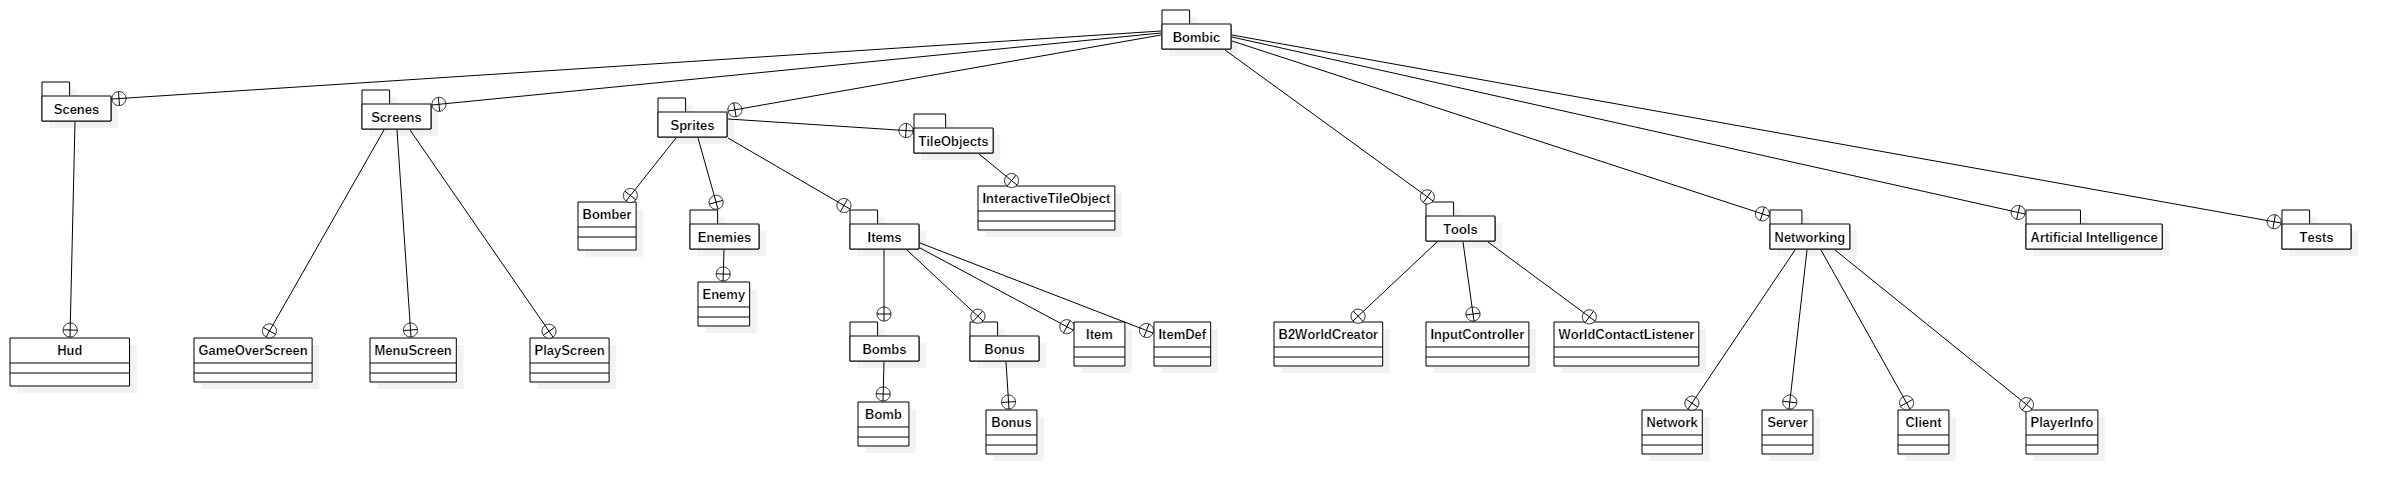 Bombic
Scenes
Screens
Sprites
TileObjects
InteractiveTileObject
Bomber
Enemies
Items
Tools
Networking
Artificial Intelligence
Tests
Enemy
Hud
GameOverScreen
MenuScreen
PlayScreen
Bombs
Bonus
Item
ItemDef
B2WorldCreator
InputController
WorldContactListener
Bomb
Bonus
Network
Server
Client
PlayerInfo